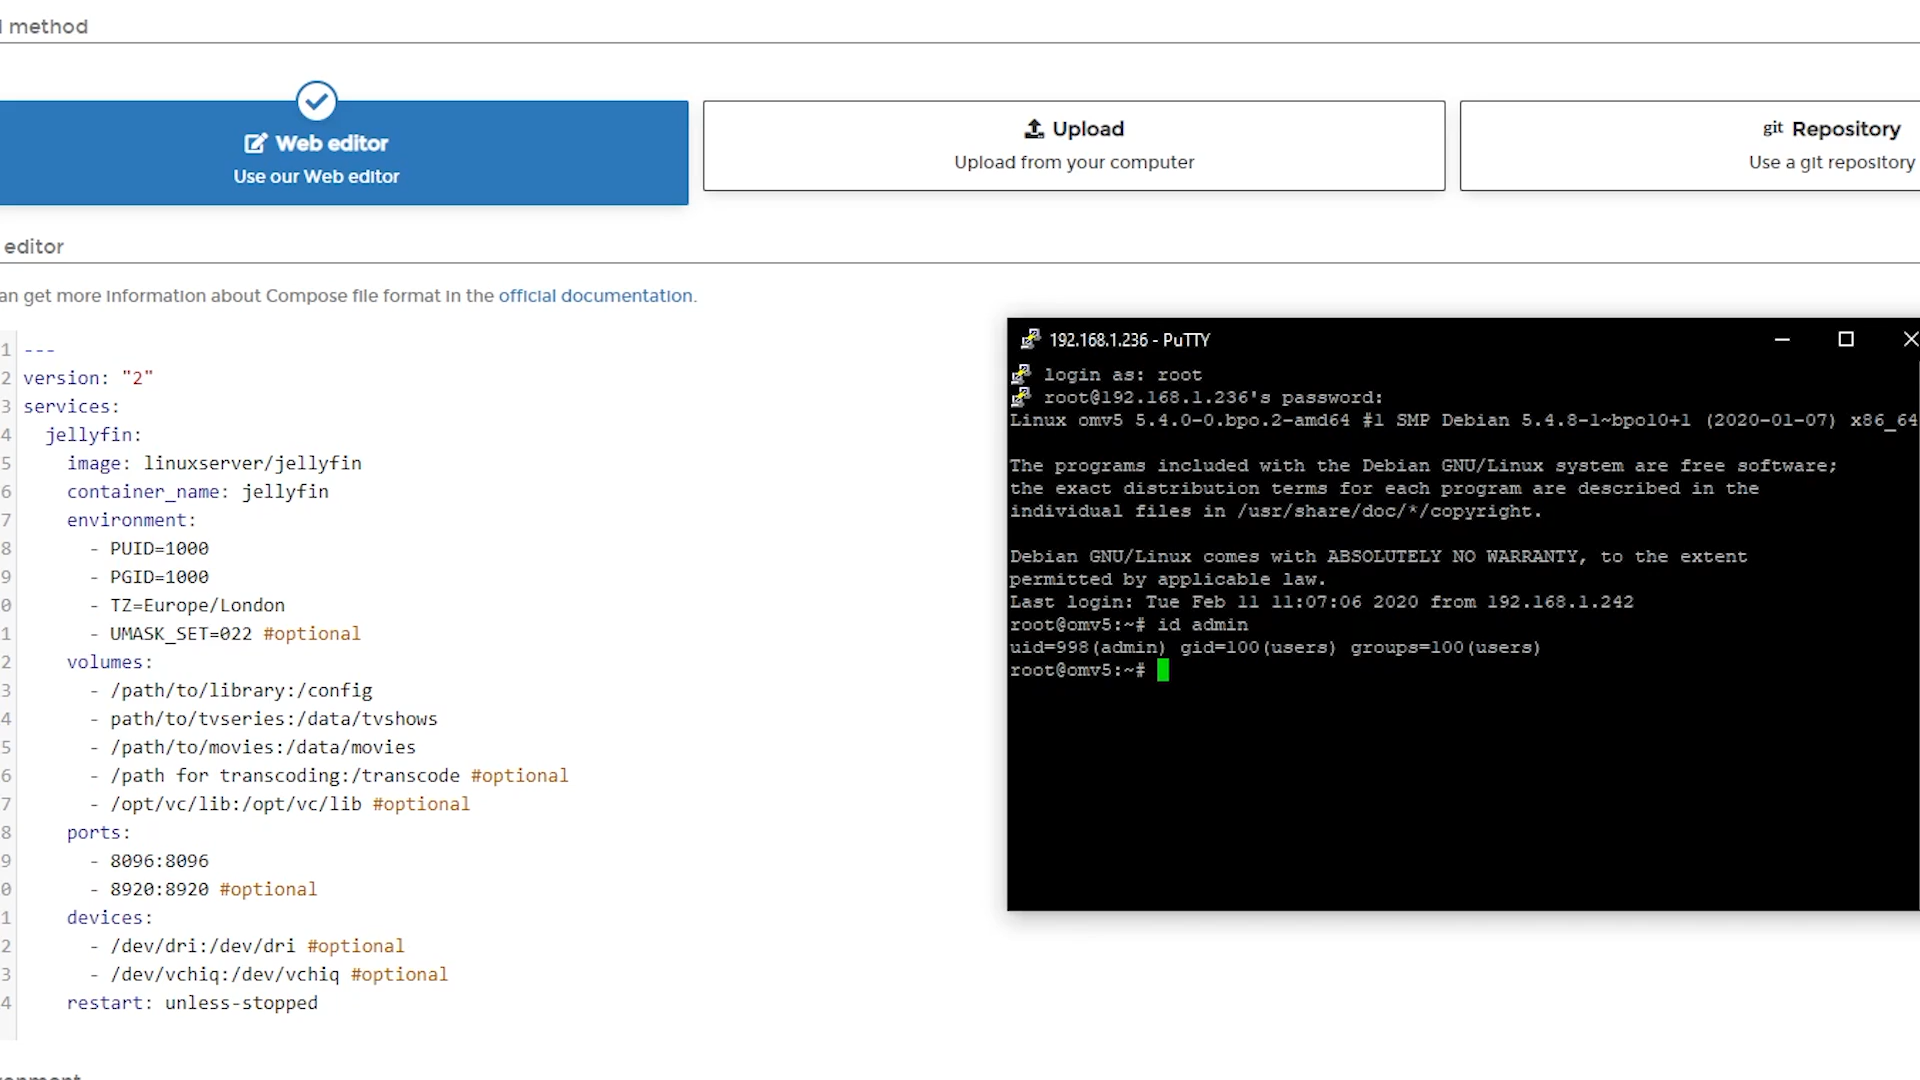 method
Web editor
Use our Web editor
Upload
Upload from your computer
git Repository
Use a git repository
editor
an get more information about Compose file format in the official documentation.
1 ---
2 version: "2"
3 services:
4 jellyfin:
5 image: linuxserver/jellyfin
6 container_name: jellyfin
7 environment:
8 - PUID=1000
9 - PGID=1000
0 - TZ=Europe/London
1 - UMASK_SET=022 #optional
2 volumes:
3 - /path/to/library:/config
4 - path/to/tvseries:/data/tvshows
5 - /path/to/movies:/data/movies
6 - /path for transcoding:/transcode #optional
7 - /opt/vc/lib:/opt/vc/lib #optional
8 ports:
9 - 8096:8096
0 - 8920:8920 #optional
1 devices:
2 - /dev/dri:/dev/dri #optional
3 - /dev/vchiq:/dev/vchiq #optional
4 restart: unless-stopped
192.168.1.236 - PuTTY
login as: root
root@192.168.1.236's password:
Linux omv5 5.4.0-0.bpo.2-amd64 #1 SMP Debian 5.4.8-1~bpo10+1 (2020-01-07) x86_64
The programs included with the Debian GNU/Linux system are free software;
the exact distribution terms for each program are described in the
individual files in /usr/share/doc/*/copyright.
Debian GNU/Linux comes with ABSOLUTELY NO WARRANTY, to the extent
permitted by applicable law.
Last login: Tue Feb 11 11:07:06 2020 from 192.168.1.242
root@omv5:~# id admin
uid=998(admin) gid=100(users) groups=100(users)
root@omv5:~#